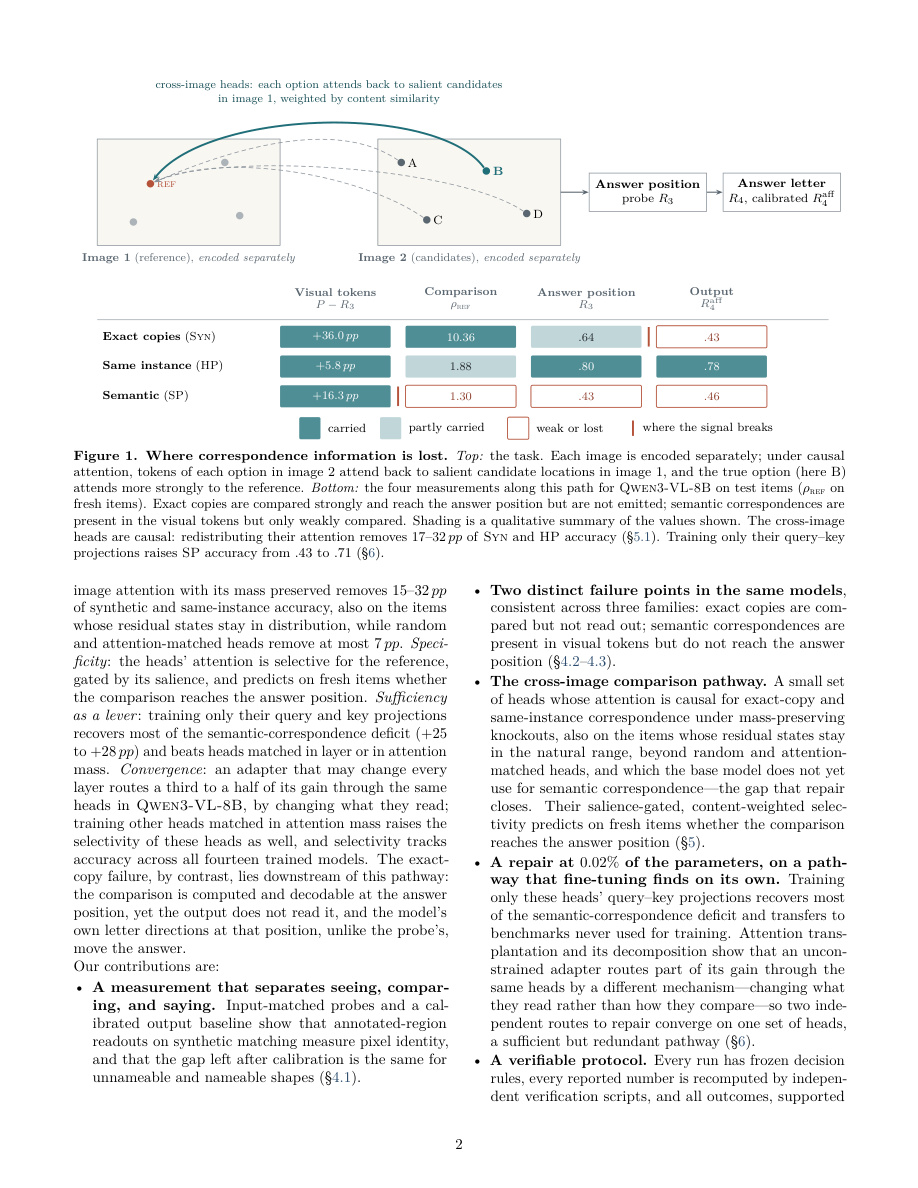 cross-image heads: each option attends back to salient candidates
in image 1, weighted by content similarity
REF
A
B
C
D
Answer position
probe R3
Answer letter
R4, calibrated R4^aff
Image 1 (reference), encoded separately
Image 2 (candidates), encoded separately
Visual tokens
P − R3
Comparison
ρREF
Answer position
R3
Output
R4^aff
Exact copies (Syn) +36.0 pp 10.36 .64 .43
Same instance (HP) +5.8 pp 1.88 .80 .78
Semantic (SP) +16.3 pp 1.30 .43 .46
carried partly carried weak or lost where the signal breaks
Figure 1. Where correspondence information is lost. Top: the task. Each image is encoded separately; under causal
attention, tokens of each option in image 2 attend back to salient candidate locations in image 1, and the true option (here B)
attends more strongly to the reference. Bottom: the four measurements along this path for Qwen3-VL-8B on test items (ρREF on
fresh items). Exact copies are compared strongly and reach the answer position but are not emitted; semantic correspondences are
present in the visual tokens but only weakly compared. Shading is a qualitative summary of the values shown. The cross-image
heads are causal: redistributing their attention removes 17–32 pp of Syn and HP accuracy (§5.1). Training only their query–key
projections raises SP accuracy from .43 to .71 (§6).
image attention with its mass preserved removes 15–32 pp
of synthetic and same-instance accuracy, also on the items
whose residual states stay in distribution, while random
and attention-matched heads remove at most 7 pp. Speci-
ficity: the heads' attention is selective for the reference,
gated by its salience, and predicts on fresh items whether
the comparison reaches the answer position. Sufficiency
as a lever: training only their query and key projections
recovers most of the semantic-correspondence deficit (+25
to +28 pp) and beats heads matched in layer or in attention
mass. Convergence: an adapter that may change every
layer routes a third to a half of its gain through the same
heads in Qwen3-VL-8B, by changing what they read;
training other heads matched in attention mass raises the
selectivity of these heads as well, and selectivity tracks
accuracy across all fourteen trained models. The exact-
copy failure, by contrast, lies downstream of this pathway:
the comparison is computed and decodable at the answer
position, yet the output does not read it, and the model's
own letter directions at that position, unlike the probe's,
move the answer.
Our contributions are:
• A measurement that separates seeing, compar-
ing, and saying. Input-matched probes and a cal-
ibrated output baseline show that annotated-region
readouts on synthetic matching measure pixel identity,
and that the gap left after calibration is the same for
unnameable and nameable shapes (§4.1).
• Two distinct failure points in the same models,
consistent across three families: exact copies are com-
pared but not read out; semantic correspondences are
present in visual tokens but do not reach the answer
position (§4.2–4.3).
• The cross-image comparison pathway. A small set
of heads whose attention is causal for exact-copy and
same-instance correspondence under mass-preserving
knockouts, also on the items whose residual states stay
in the natural range, beyond random and attention-
matched heads, and which the base model does not yet
use for semantic correspondence—the gap that repair
closes. Their salience-gated, content-weighted selec-
tivity predicts on fresh items whether the comparison
reaches the answer position (§5).
• A repair at 0.02% of the parameters, on a path-
way that fine-tuning finds on its own. Training
only these heads' query–key projections recovers most
of the semantic-correspondence deficit and transfers to
benchmarks never used for training. Attention trans-
plantation and its decomposition show that an uncon-
strained adapter routes part of its gain through the
same heads by a different mechanism—changing what
they read rather than how they compare—so two inde-
pendent routes to repair converge on one set of heads,
a sufficient but redundant pathway (§6).
• A verifiable protocol. Every run has frozen decision
rules, every reported number is recomputed by indepen-
dent verification scripts, and all outcomes, supported
2